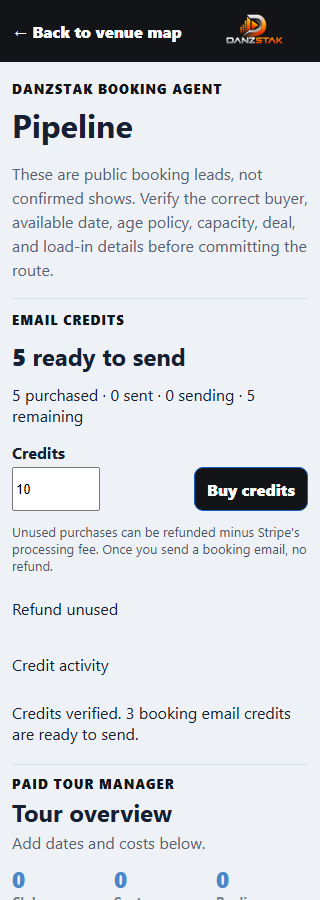 ← Back to venue map
DANZSTAK
DANZSTAK BOOKING AGENT
Pipeline
These are public booking leads, not
confirmed shows. Verify the correct buyer,
available date, age policy, capacity, deal,
and load-in details before committing the
route.
EMAIL CREDITS
5 ready to send
5 purchased · 0 sent · 0 sending · 5
remaining
Credits
10
Buy credits
Unused purchases can be refunded minus Stripe's
processing fee. Once you send a booking email, no
refund.
Refund unused
Credit activity
Credits verified. 3 booking email credits
are ready to send.
PAID TOUR MANAGER
Tour overview
Add dates and costs below.
0 0 0